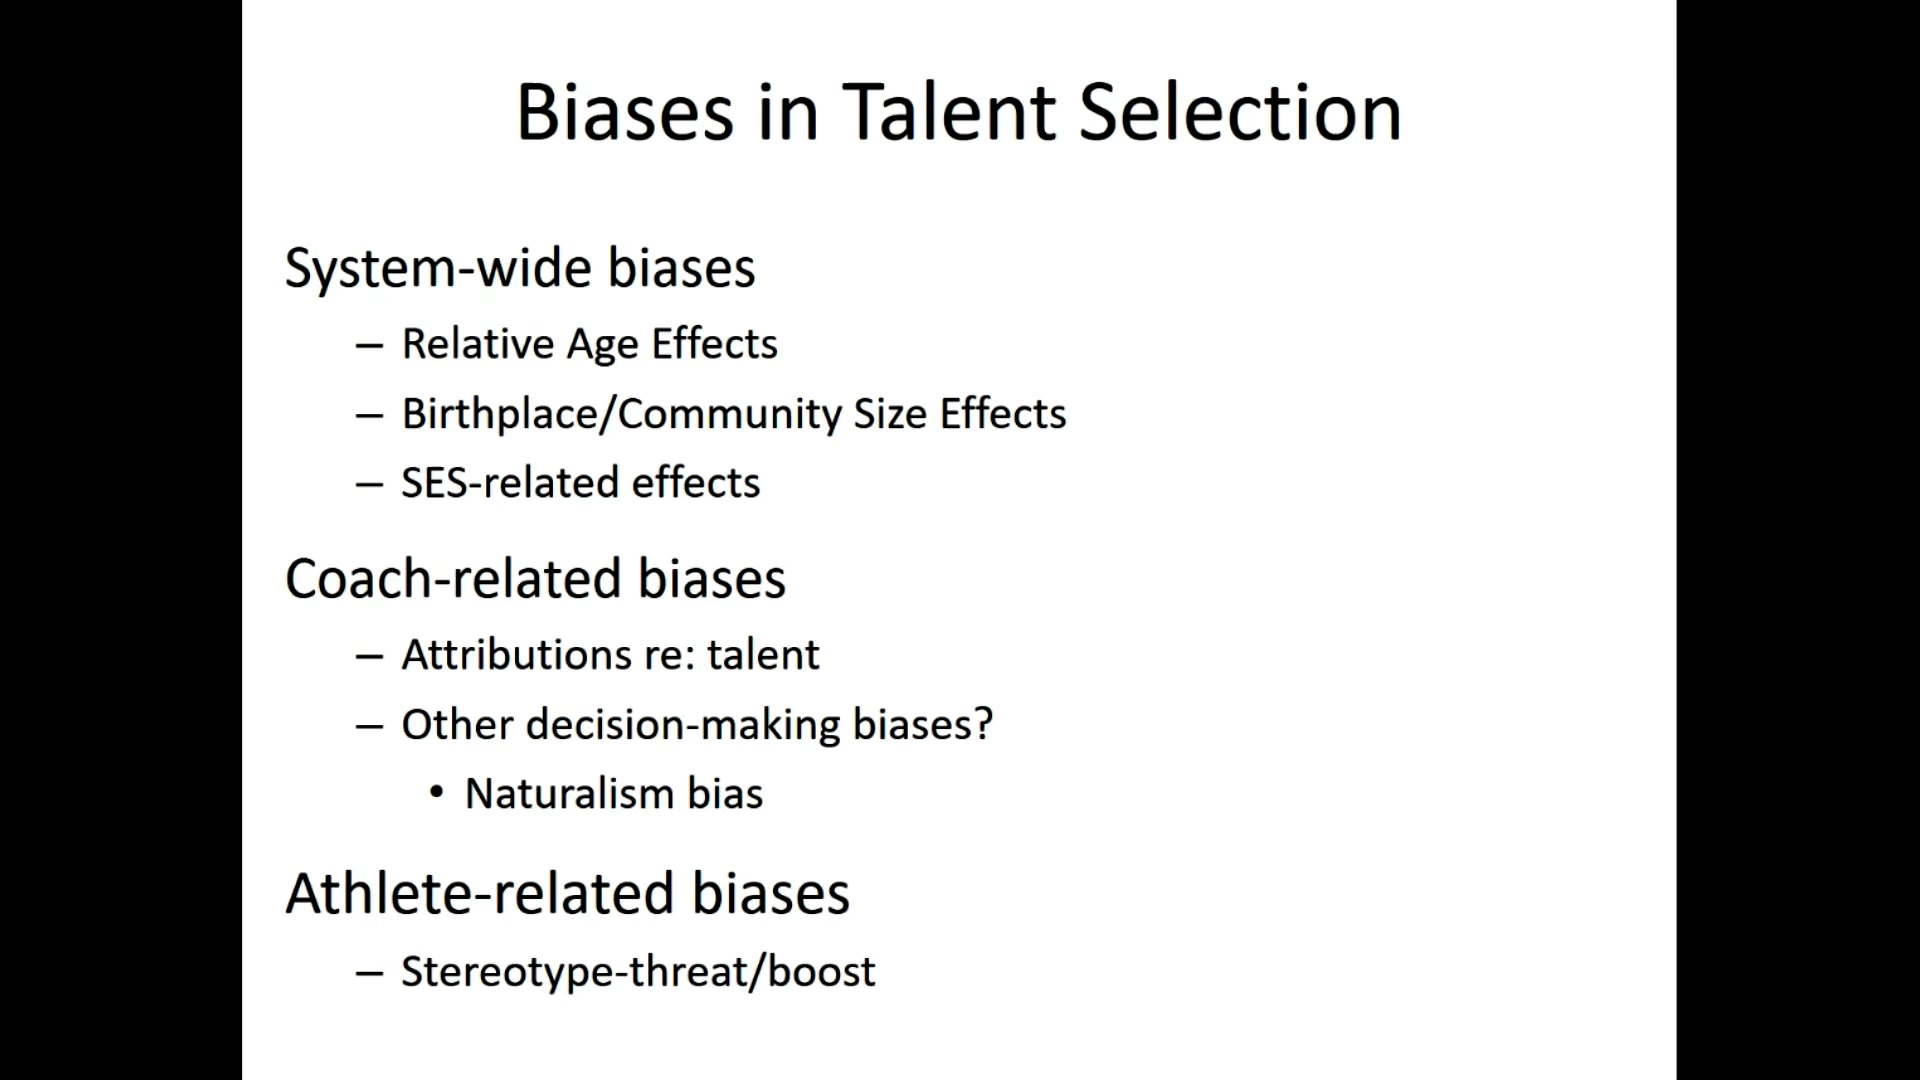 Biases in Talent Selection
System-wide biases
– Relative Age Effects
– Birthplace/Community Size Effects
– SES-related effects
Coach-related biases
– Attributions re: talent
– Other decision-making biases?
• Naturalism bias
Athlete-related biases
– Stereotype-threat/boost